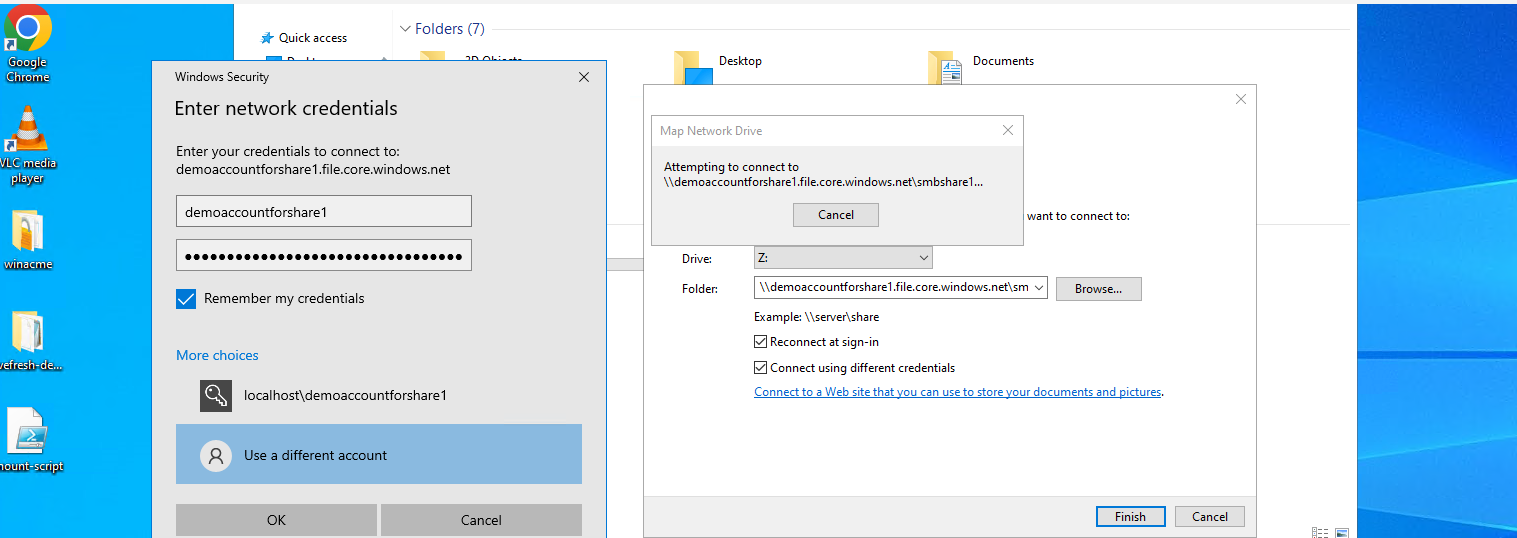 Google
Chrome
VLC media
player
winacme
Quick access
Folders (7)
3D Objects
Desktop
Documents
Windows Security
Enter network credentials
Enter your credentials to connect to:
demoaccountforshare1.file.core.windows.net
demoaccountforshare1
Remember my credentials
More choices
localhost\demoaccountforshare1
Use a different account
OK
Cancel
Map Network Drive
Attempting to connect to
\\demoaccountforshare1.file.core.windows.net\smbshare1...
Cancel
want to connect to:
Drive:
Z:
Folder:
\\demoaccountforshare1.file.core.windows.net\sm
Browse...
Example: \\server\share
Reconnect at sign-in
Connect using different credentials
Connect to a Web site that you can use to store your documents and pictures.
Finish
Cancel